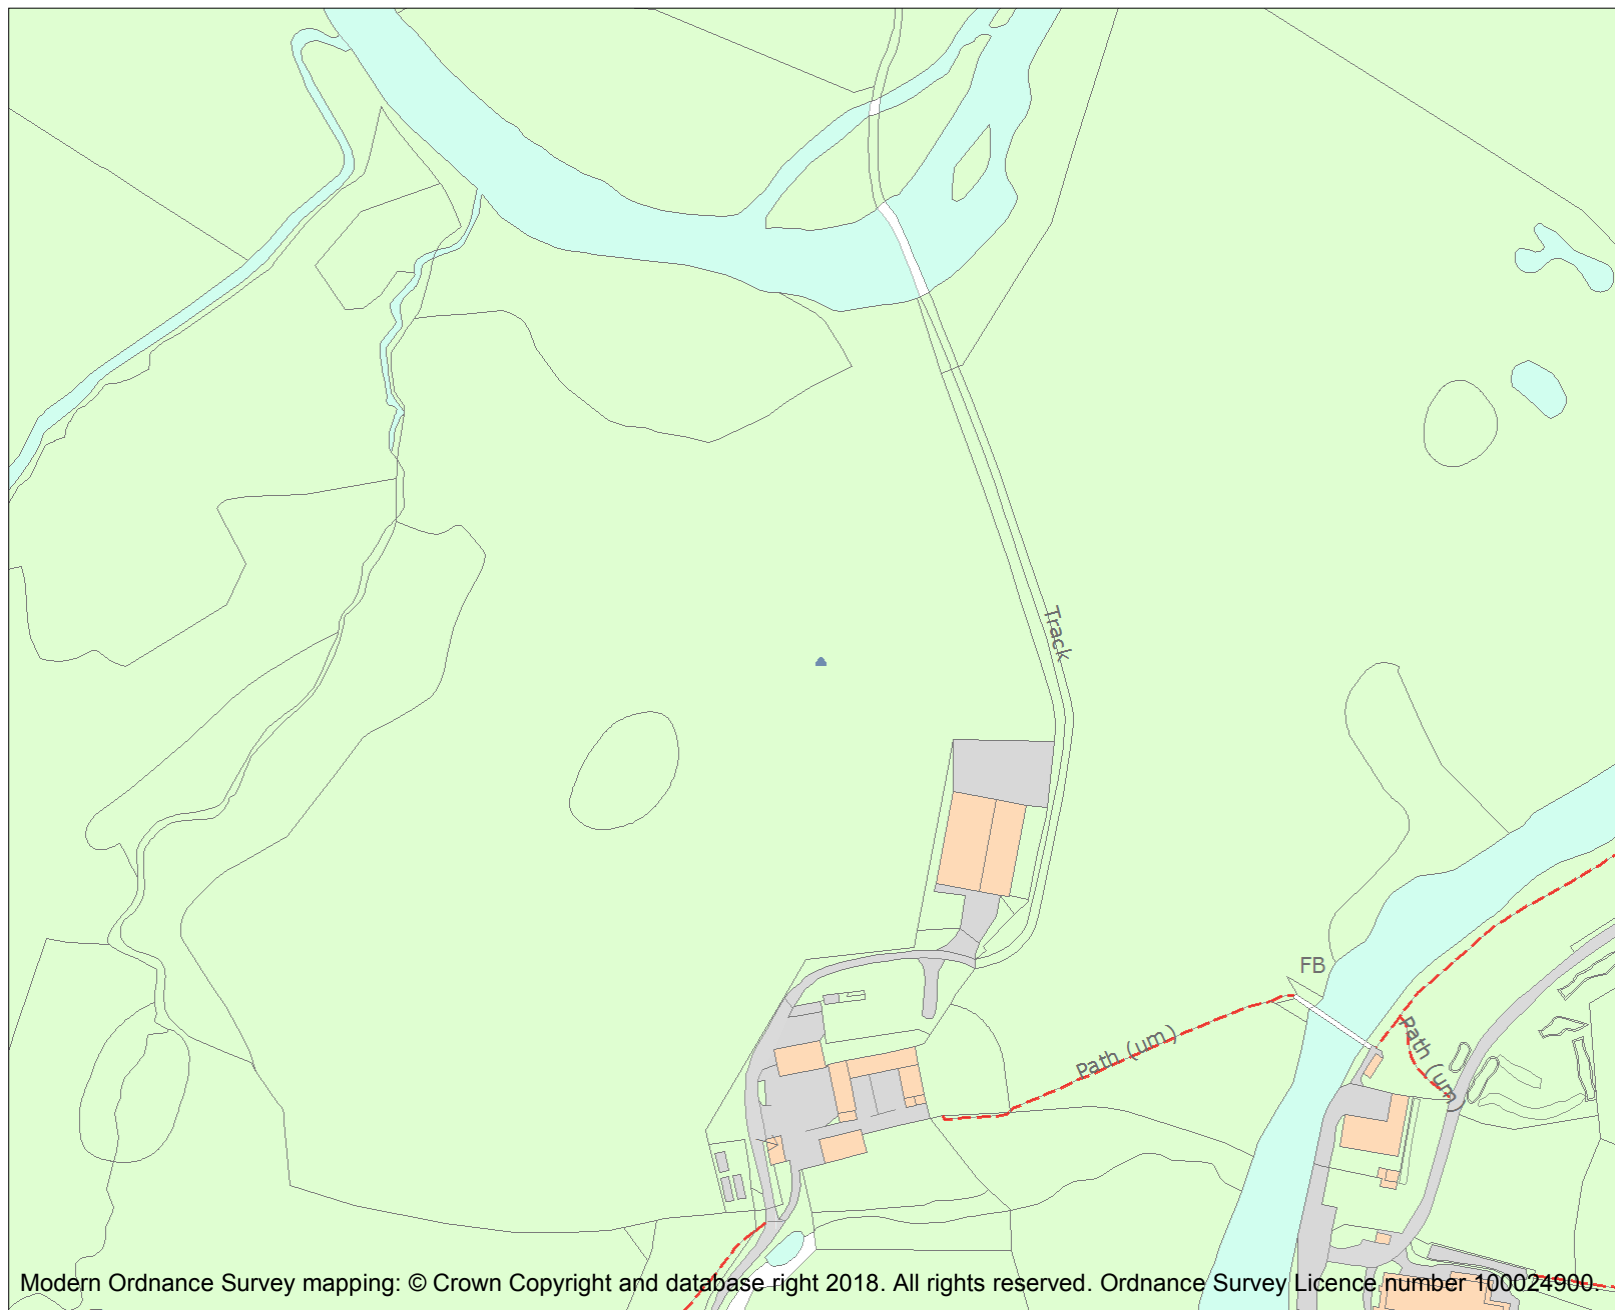 Track
FB
Path (um)
Path (um)
Modern Ordnance Survey mapping: © Crown Copyright and database right 2018. All rights reserved. Ordnance Survey Licence number 100024900.